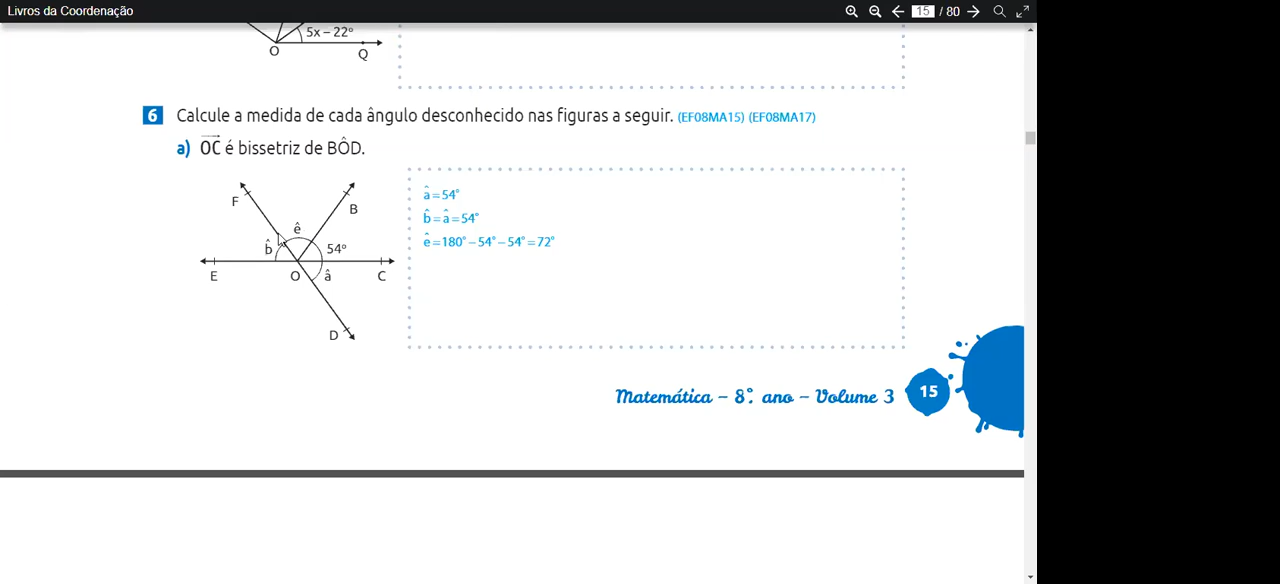 Livros da Coordenação
15 / 80
5x – 22°
O
Q
6 Calcule a medida de cada ângulo desconhecido nas figuras a seguir. (EF08MA15) (EF08MA17)
a) OC é bissetriz de BÔD.
F
B
ê
b̂
54º
E
O
â
C
D
â = 54°
b̂ = â = 54°
ê = 180° – 54° – 54° = 72°
Matemática – 8º. ano – Volume 3
15